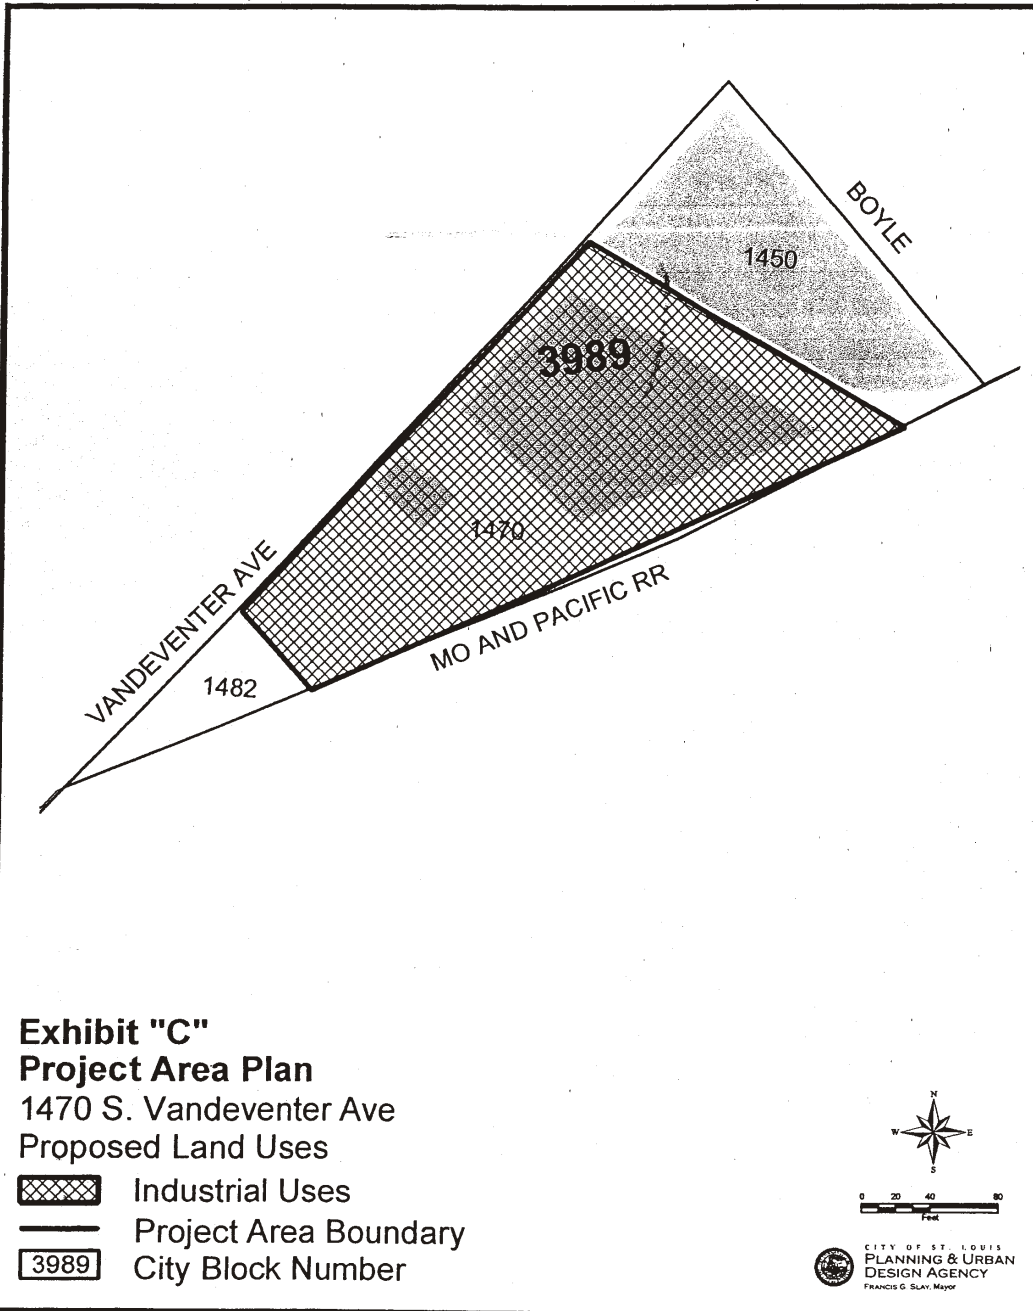 BOYLE
1450
3989
1470
VANDEVENTER AVE
MO AND PACIFIC RR
1482
Exhibit "C"
Project Area Plan
1470 S. Vandeventer Ave
Proposed Land Uses
Industrial Uses
Project Area Boundary
3989 City Block Number
N
W E
S
0 20 40 80
Feet
CITY OF ST. LOUIS
PLANNING & URBAN
DESIGN AGENCY
FRANCIS G. SLAY, Mayor